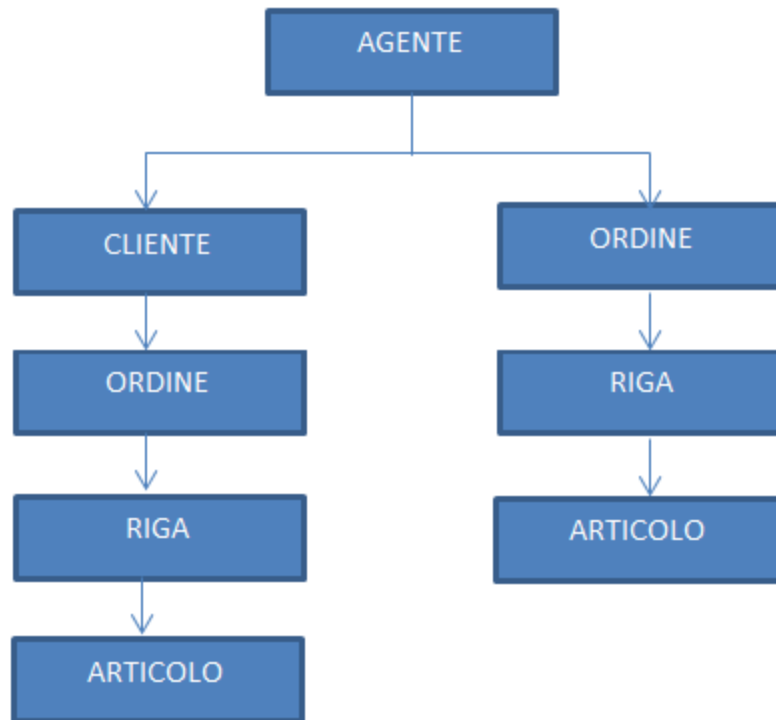 AGENTE
CLIENTE
ORDINE
ORDINE
RIGA
RIGA
ARTICOLO
ARTICOLO